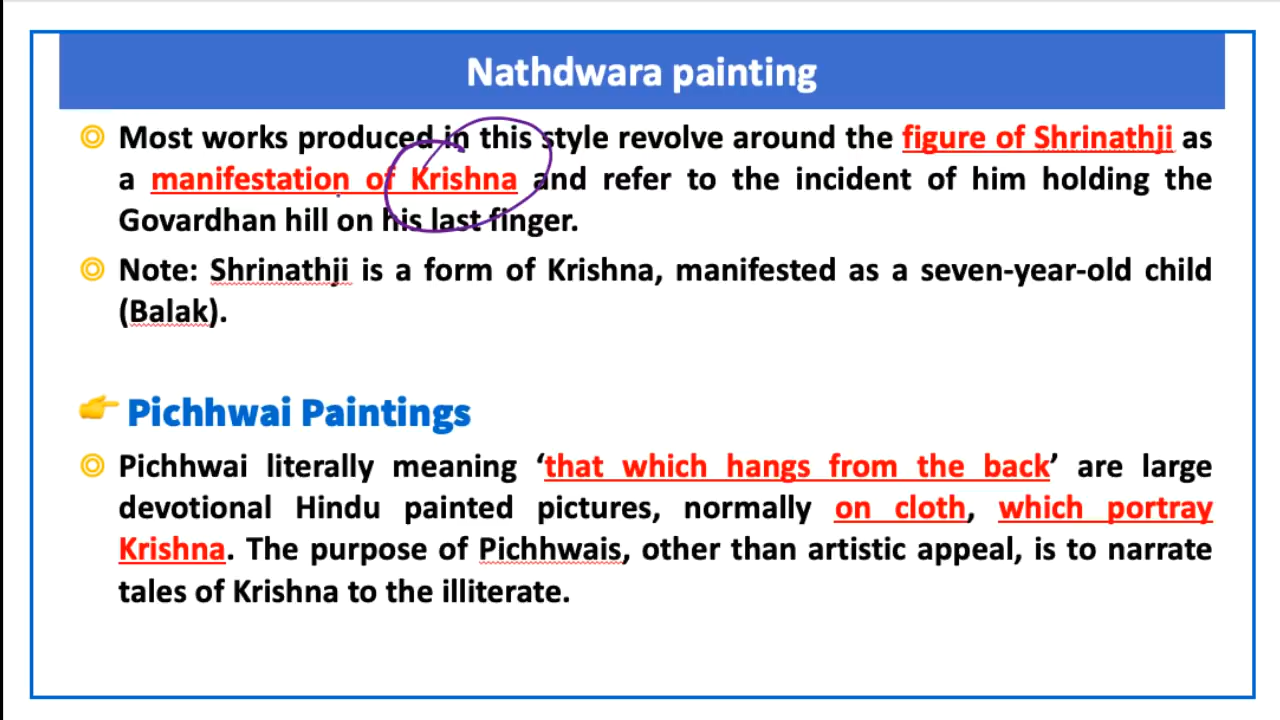 Nathdwara painting
Most works produced in this style revolve around the figure of Shrinathji as
a manifestation of Krishna and refer to the incident of him holding the
Govardhan hill on his last finger.
Note: Shrinathji is a form of Krishna, manifested as a seven-year-old child
(Balak).
Pichhwai Paintings
Pichhwai literally meaning ‘that which hangs from the back’ are large
devotional Hindu painted pictures, normally on cloth, which portray
Krishna. The purpose of Pichhwais, other than artistic appeal, is to narrate
tales of Krishna to the illiterate.